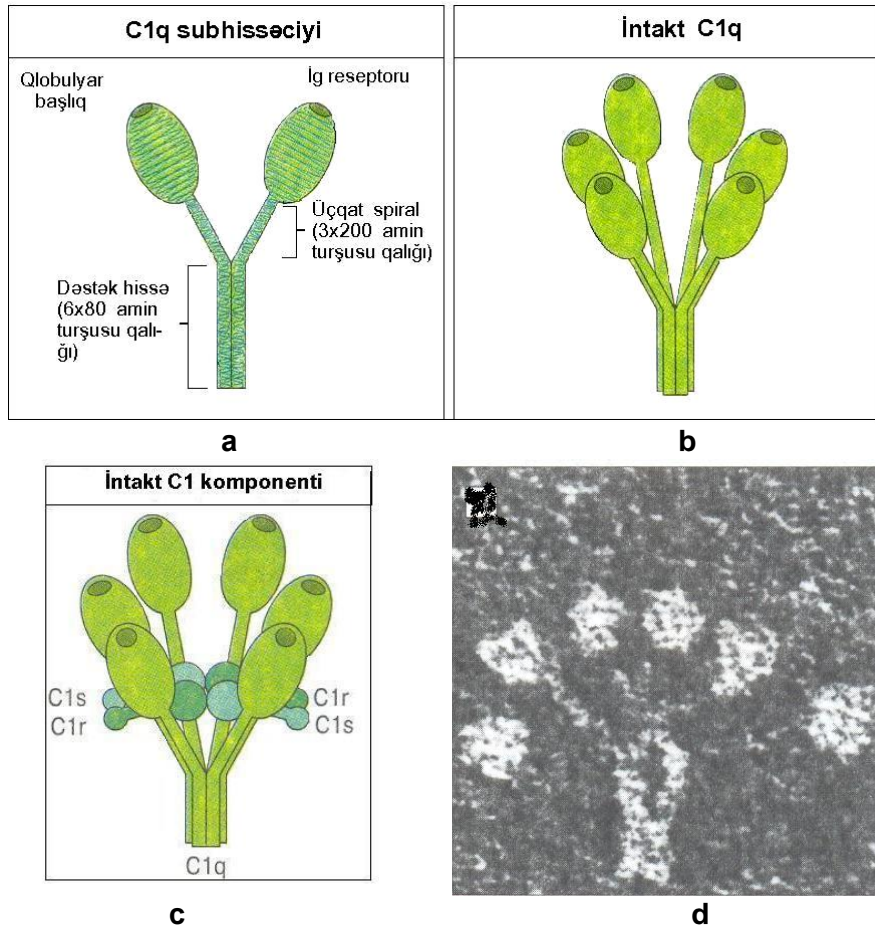 C1q subhissəciyi
Qlobulyar
başlıq
İg reseptoru
Üçqat spiral
(3x200 amin
turşusu qalığı)
Dəstək hissə
(6x80 amin
turşusu qalı-
ğı)
a
İntakt C1q
b
İntakt C1 komponenti
C1s
C1r
C1r
C1s
C1q
c
d